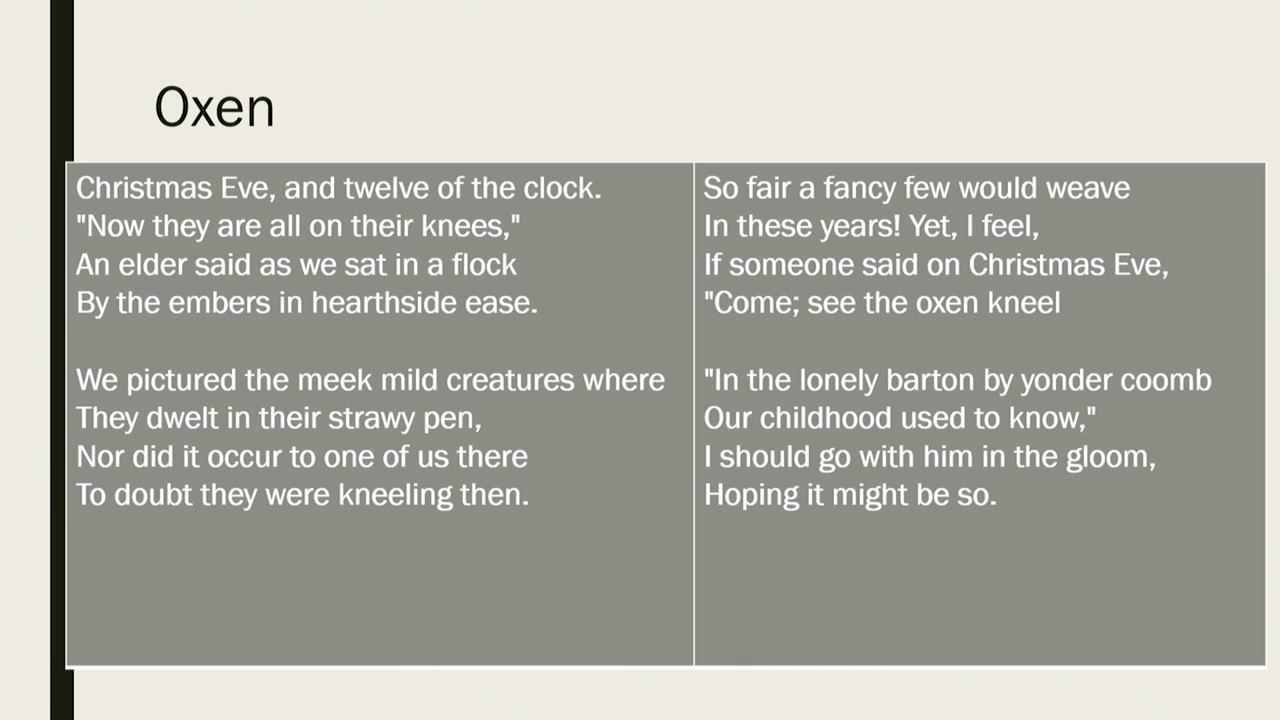 Oxen
Christmas Eve, and twelve of the clock.
"Now they are all on their knees,"
An elder said as we sat in a flock
By the embers in hearthside ease.
We pictured the meek mild creatures where
They dwelt in their strawy pen,
Nor did it occur to one of us there
To doubt they were kneeling then.
So fair a fancy few would weave
In these years! Yet, I feel,
If someone said on Christmas Eve,
"Come; see the oxen kneel
"In the lonely barton by yonder coomb
Our childhood used to know,"
I should go with him in the gloom,
Hoping it might be so.